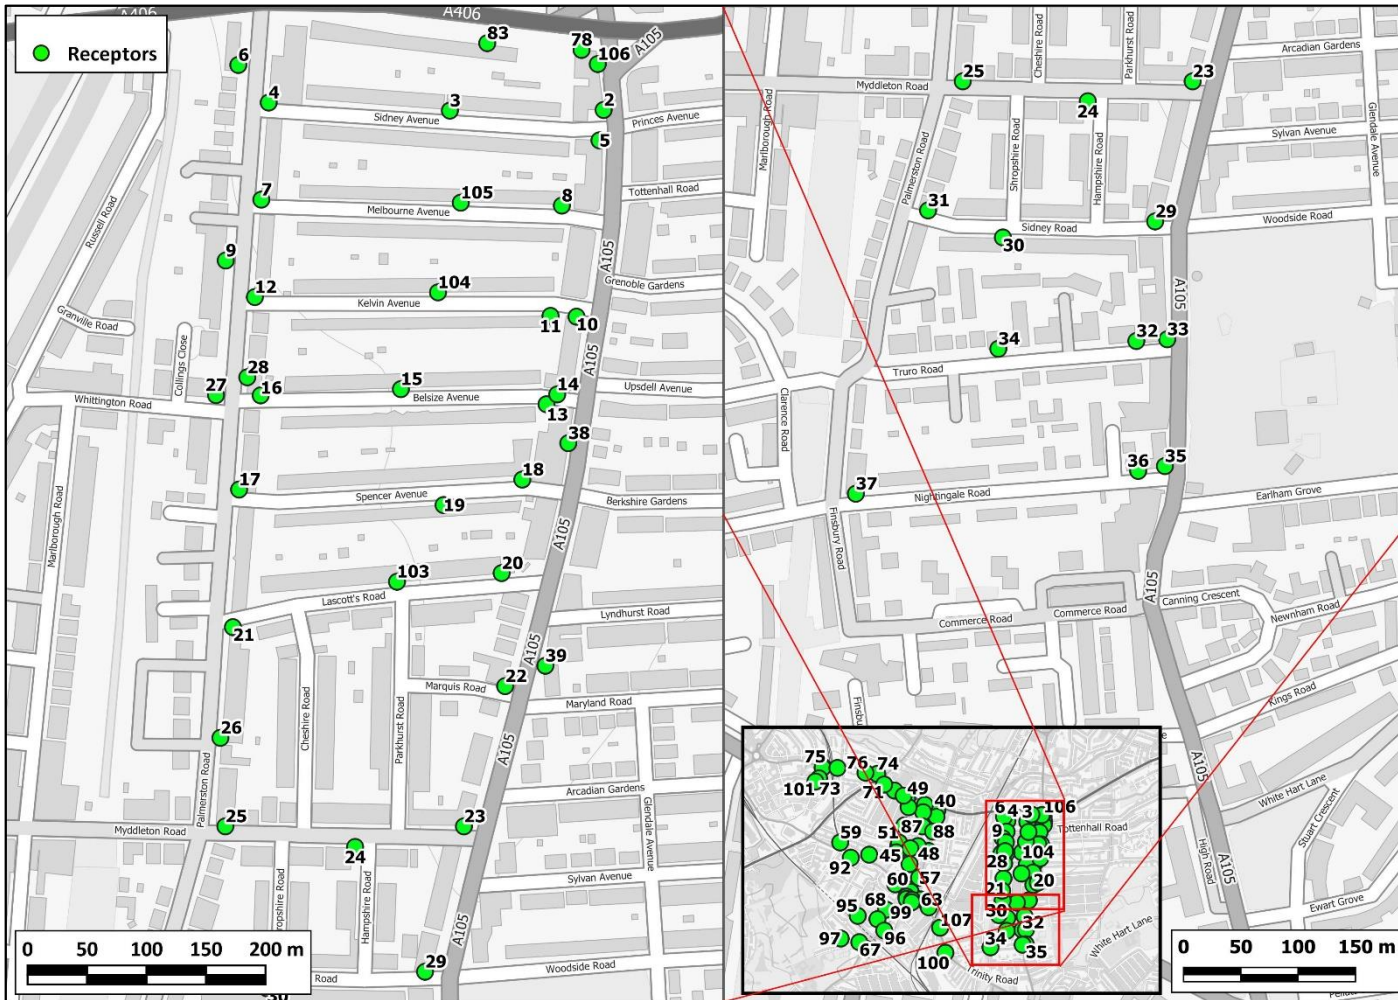 A406
A406
A105
Receptors
83
78
106
6
4
3
2
Sidney Avenue
Princes Avenue
5
Tottenhall Road
7
105
8
Melbourne Avenue
Russell Road
9
A105
Grenoble Gardens
12
104
Kelvin Avenue
11
10
Granville Road
Collings Close
A105
28
27
16
15
14
Upsdell Avenue
Whittington Road
Belsize Avenue
13
38
17
18
Spencer Avenue
19
Berkshire Gardens
Marlborough Road
A105
103
20
Lascott's Road
21
Lyndhurst Road
A105
39
22
Marquis Road
Maryland Road
Cheshire Road
Parkhurst Road
26
A105
Palmerston Road
Arcadian Gardens
25
23
Myddleton Road
24
Glendale Avenue
Sylvan Avenue
Hampshire Road
A105
29
Woodside Road
Road
30
0 50 100 150 200 m
Cheshire Road
Parkhurst Road
Arcadian Gardens
25
23
Myddleton Road
24
Marlborough Road
Sylvan Avenue
Glendale Avenue
Palmerston Road
Shropshire Road
Hampshire Road
31
29
Woodside Road
Sidney Road
30
A105
34
32
33
Truro Road
Clarence Road
36
35
37
Nightingale Road
Earlham Grove
Finsbury Road
A105
Canning Crescent
Commerce Road
Commerce Road
Newnham Road
Kings Road
A105
White Hart Lane
Stuart Crescent
High Road
A105
Ewart Grove
75
76
74
101
73
71
49
40
6
4
3
106
59
51
87
88
9
Tottenhall Road
92
45
48
28
104
60
57
21
20
95
68
63
99
107
30
32
97
67
96
34
35
White Hart Lane
100
Trinity Road
0 50 100 150 m